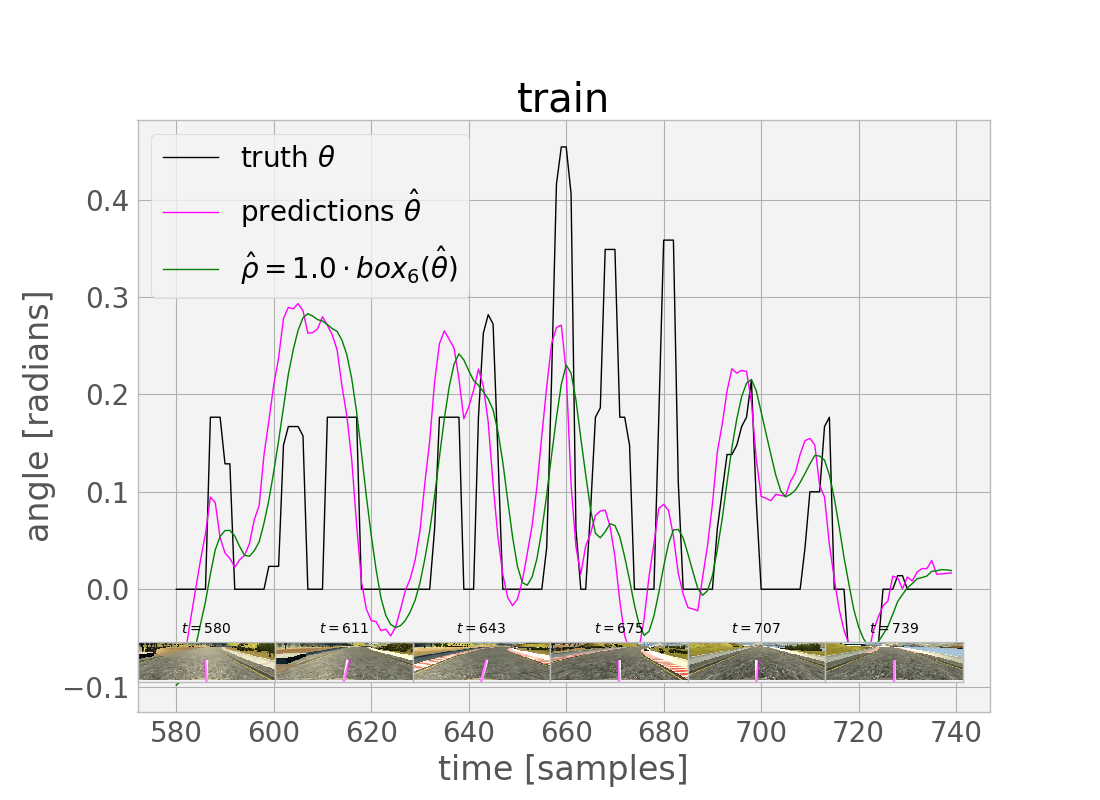 train
truth θ
predictions θ̂
ρ̂ = 1.0 · box₆(θ̂)
angle [radians]
0.4
0.3
0.2
0.1
0.0
−0.1
t = 580 t = 611 t = 643 t = 675 t = 707 t = 739
580 600 620 640 660 680 700 720 740
time [samples]